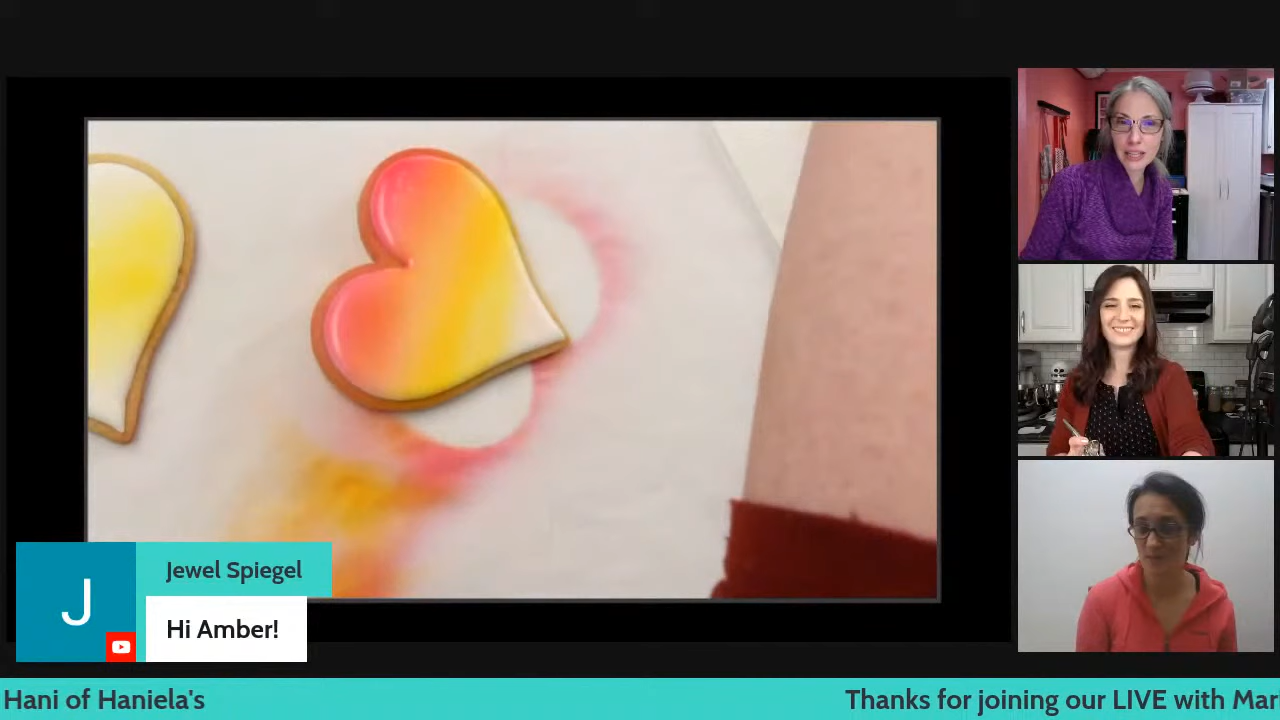 J
Jewel Spiegel
Hi Amber!
Hani of Haniela's
Thanks for joining our LIVE with Mar